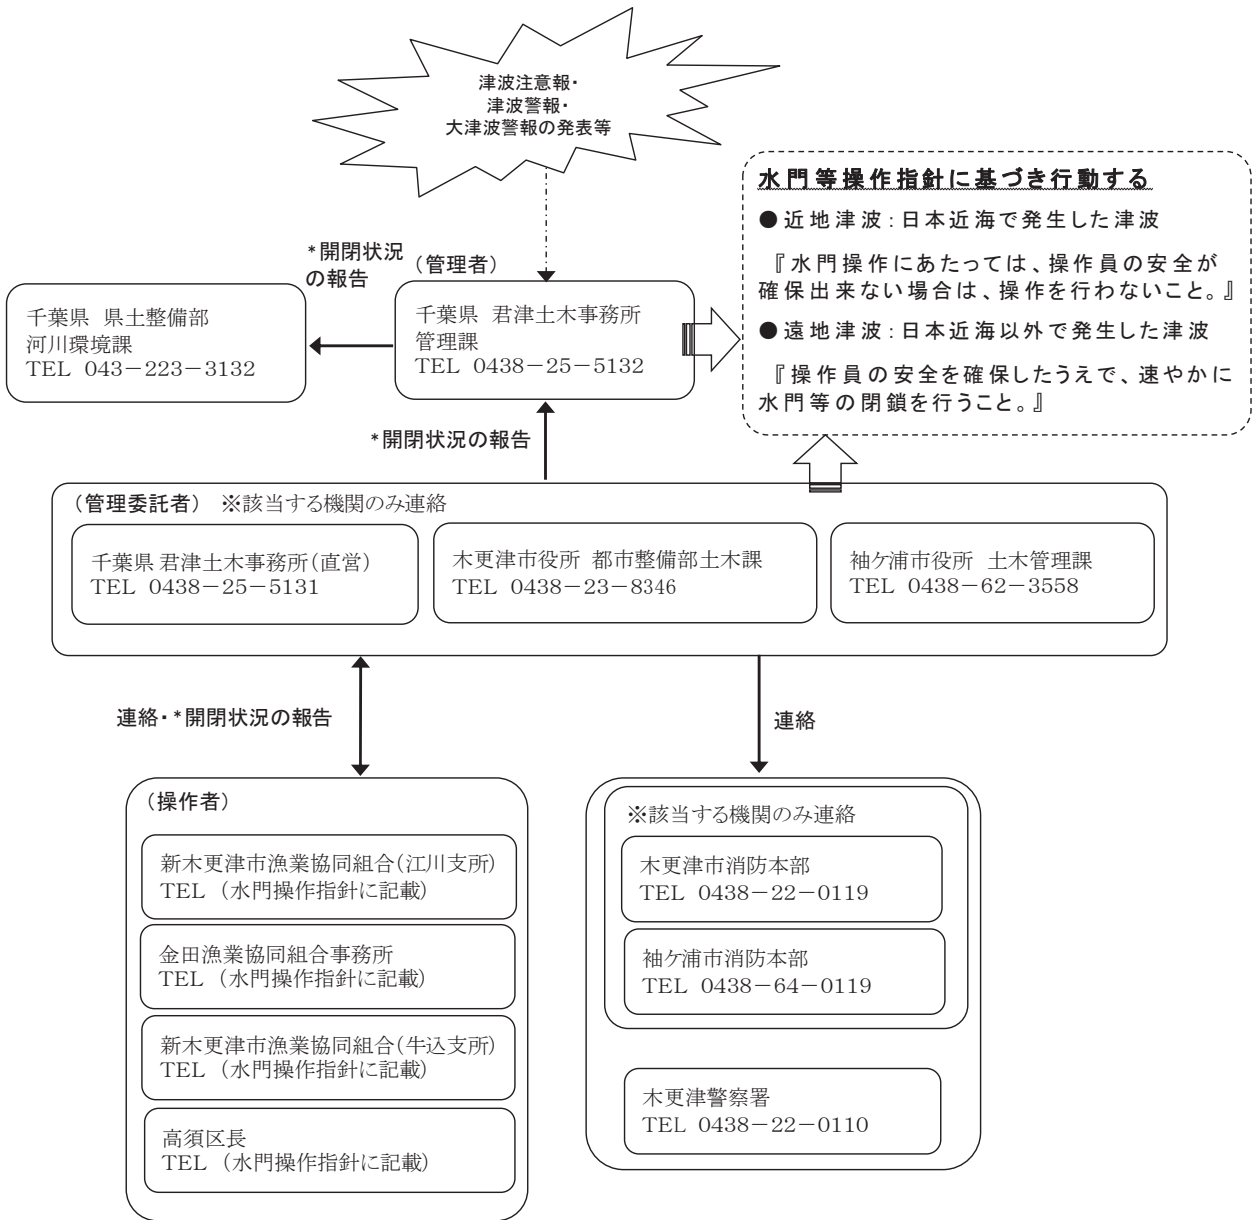 津波注意報・
津波警報・
大津波警報の発表等
水門等操作指針に基づき行動する
●近地津波：日本近海で発生した津波
『水門操作にあたっては、操作員の安全が
確保出来ない場合は、操作を行わないこと。』
●遠地津波：日本近海以外で発生した津波
『操作員の安全を確保したうえで、速やかに
水門等の閉鎖を行うこと。』
*開閉状況
の報告
（管理者）
千葉県 県土整備部
河川環境課
TEL 043－223－3132
千葉県 君津土木事務所
管理課
TEL 0438－25－5132
*開閉状況の報告
（管理委託者） ※該当する機関のみ連絡
千葉県 君津土木事務所（直営）
TEL 0438－25－5131
木更津市役所 都市整備部土木課
TEL 0438－23－8346
袖ケ浦市役所 土木管理課
TEL 0438－62－3558
連絡・*開閉状況の報告
連絡
（操作者）
新木更津市漁業協同組合（江川支所）
TEL （水門操作指針に記載）
金田漁業協同組合事務所
TEL （水門操作指針に記載）
新木更津市漁業協同組合（牛込支所）
TEL （水門操作指針に記載）
高須区長
TEL （水門操作指針に記載）
※該当する機関のみ連絡
木更津市消防本部
TEL 0438－22－0119
袖ケ浦市消防本部
TEL 0438－64－0119
木更津警察署
TEL 0438－22－0110